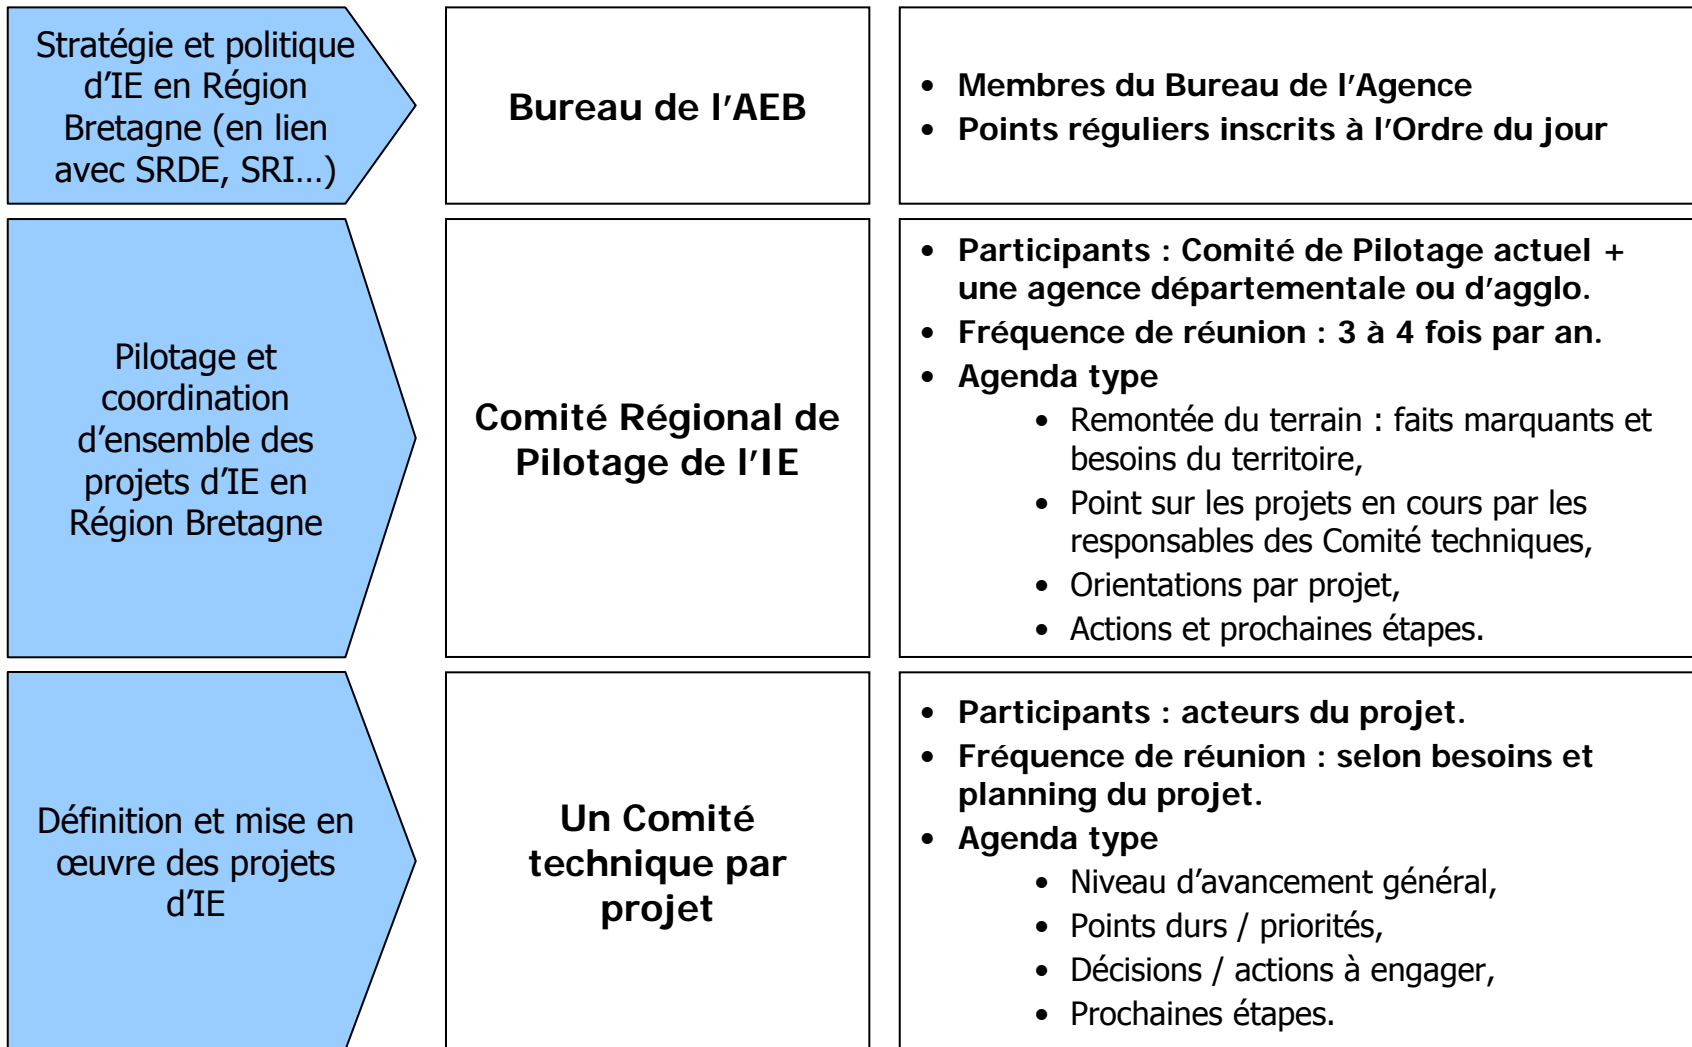 Stratégie et politique
d’IE en Région
Bretagne (en lien
avec SRDE, SRI…)
Bureau de l’AEB
• Membres du Bureau de l’Agence
• Points réguliers inscrits à l’Ordre du jour
Pilotage et
coordination
d’ensemble des
projets d’IE en
Région Bretagne
Comité Régional de
Pilotage de l’IE
• Participants : Comité de Pilotage actuel +
une agence départementale ou d’agglo.
• Fréquence de réunion : 3 à 4 fois par an.
• Agenda type
• Remontée du terrain : faits marquants et
besoins du territoire,
• Point sur les projets en cours par les
responsables des Comité techniques,
• Orientations par projet,
• Actions et prochaines étapes.
Définition et mise en
œuvre des projets
d’IE
Un Comité
technique par
projet
• Participants : acteurs du projet.
• Fréquence de réunion : selon besoins et
planning du projet.
• Agenda type
• Niveau d’avancement général,
• Points durs / priorités,
• Décisions / actions à engager,
• Prochaines étapes.